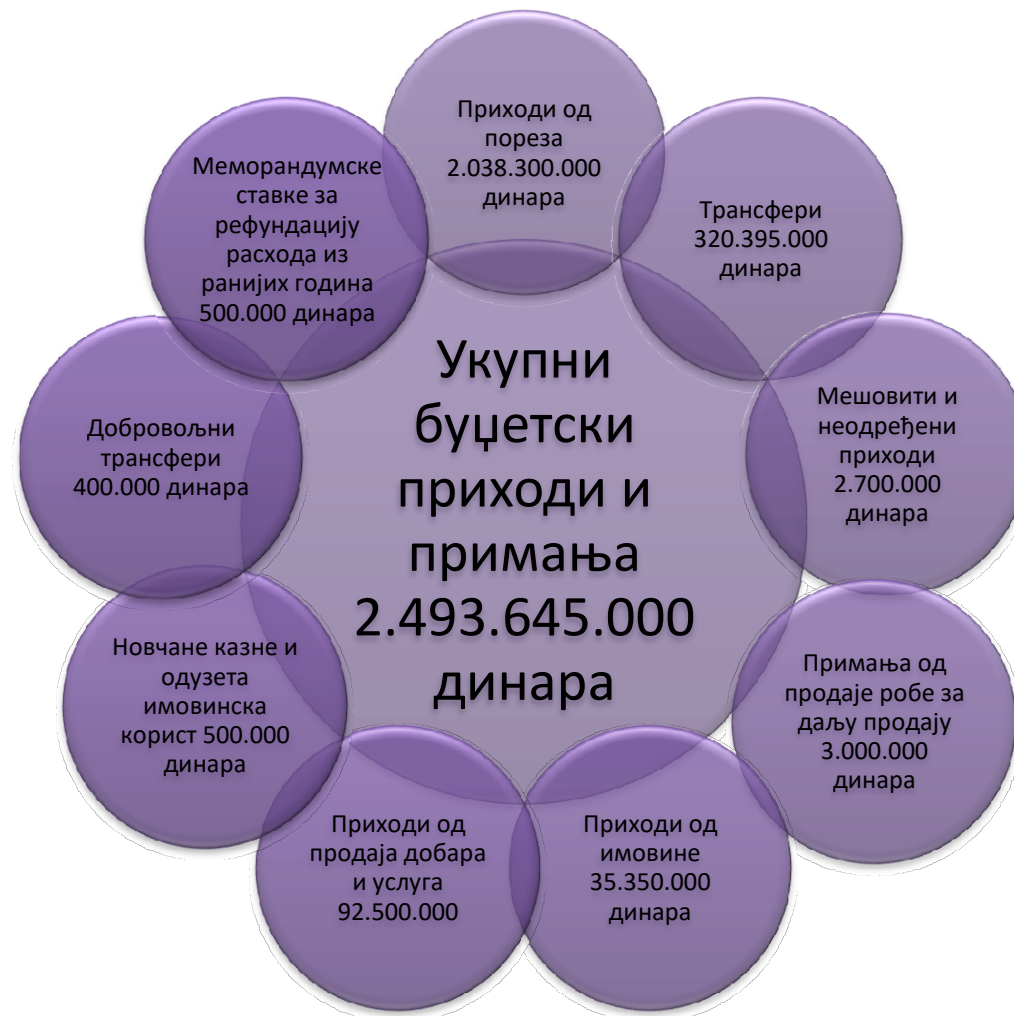 Приходи од
пореза
2.038.300.000
динара
Трансфери
320.395.000
динара
Мешовити и
неодређени
приходи
2.700.000
динара
Примања од
продаје робе за
даљу продају
3.000.000
динара
Приходи од
имовине
35.350.000
динара
Приходи од
продаја добара
и услуга
92.500.000
Новчане казне и
одузета
имовинска
корист 500.000
динара
Добровољни
трансфери
400.000 динара
Меморандумске
ставке за
рефундацију
расхода из
ранијих година
500.000 динара
Укупни
буџетски
приходи и
примања
2.493.645.000
динара